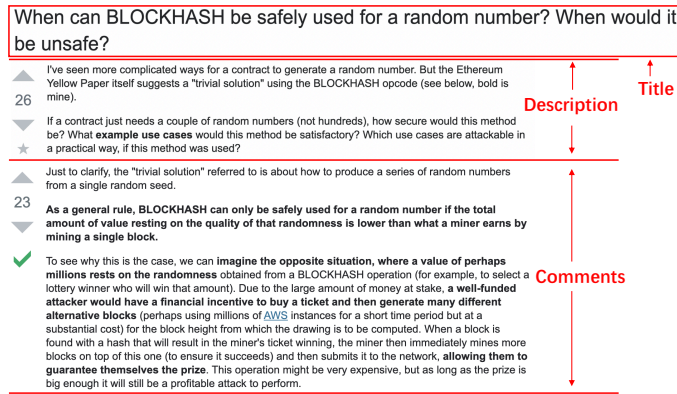 When can BLOCKHASH be safely used for a random number? When would it
be unsafe?
I've seen more complicated ways for a contract to generate a random number. But the Ethereum
Yellow Paper itself suggests a "trivial solution" using the BLOCKHASH opcode (see below, bold is
mine).
26
Title
Description
If a contract just needs a couple of random numbers (not hundreds), how secure would this method
be? What example use cases would this method be satisfactory? Which use cases are attackable in
a practical way, if this method was used?
Just to clarify, the "trivial solution" referred to is about how to produce a series of random numbers
from a single random seed.
23
As a general rule, BLOCKHASH can only be safely used for a random number if the total
amount of value resting on the quality of that randomness is lower than what a miner earns by
mining a single block.
To see why this is the case, we can imagine the opposite situation, where a value of perhaps
millions rests on the randomness obtained from a BLOCKHASH operation (for example, to select a
lottery winner who will win that amount). Due to the large amount of money at stake, a well-funded
attacker would have a financial incentive to buy a ticket and then generate many different
alternative blocks (perhaps using millions of AWS instances for a short time period but at a
substantial cost) for the block height from which the drawing is to be computed. When a block is
found with a hash that will result in the miner's ticket winning, the miner then immediately mines more
blocks on top of this one (to ensure it succeeds) and then submits it to the network, allowing them to
guarantee themselves the prize. This operation might be very expensive, but as long as the prize is
big enough it will still be a profitable attack to perform.
Comments